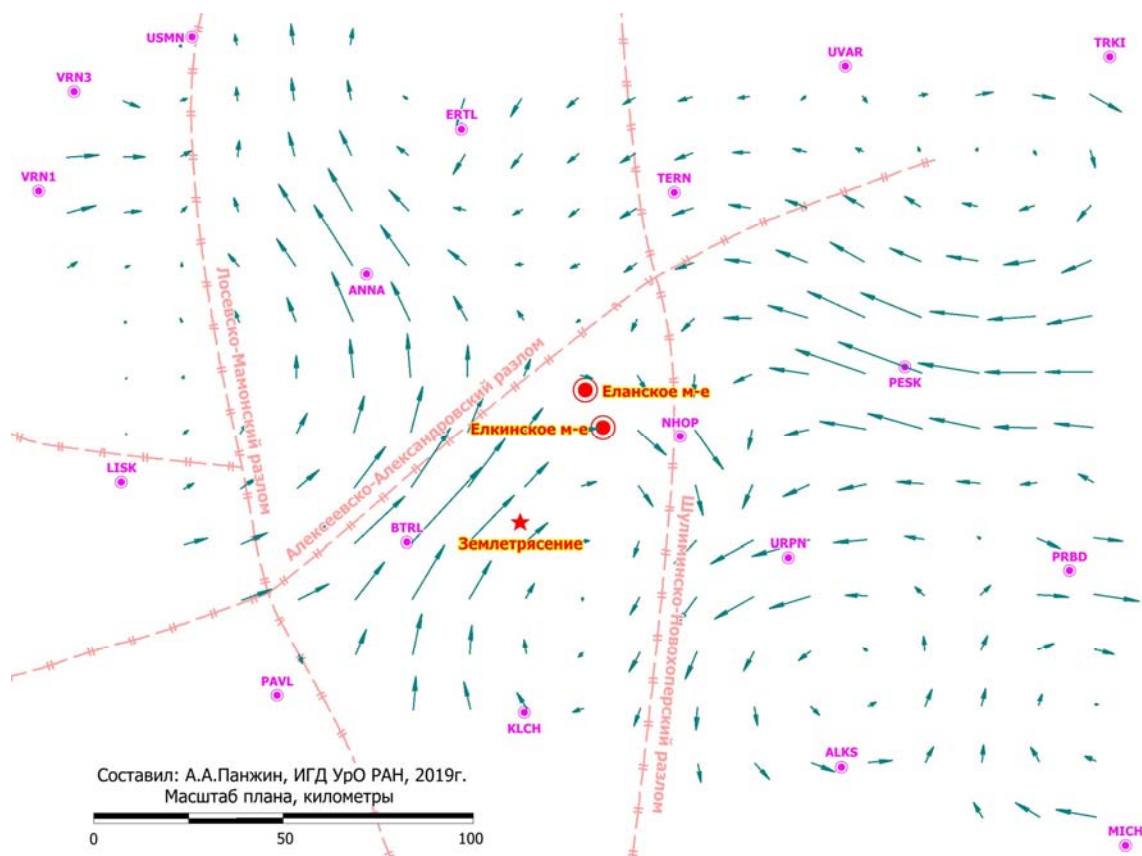 USMN
TRKI
UVAR
VRN3
ERTL
VRN1
TERN
ANNA
Лосевско-Мамонский разлом
Алексеевско-Александровский разлом
PESK
Еланское м-е
Елкинское м-е
NHOP
LISK
BTRL
Землетрясение
Шулиминско-Новохоперский разлом
URPN
PRBD
PAVL
KLCH
ALKS
MICH
Составил: А.А.Панжин, ИГД УрО РАН, 2019г.
Масштаб плана, километры
0 50 100